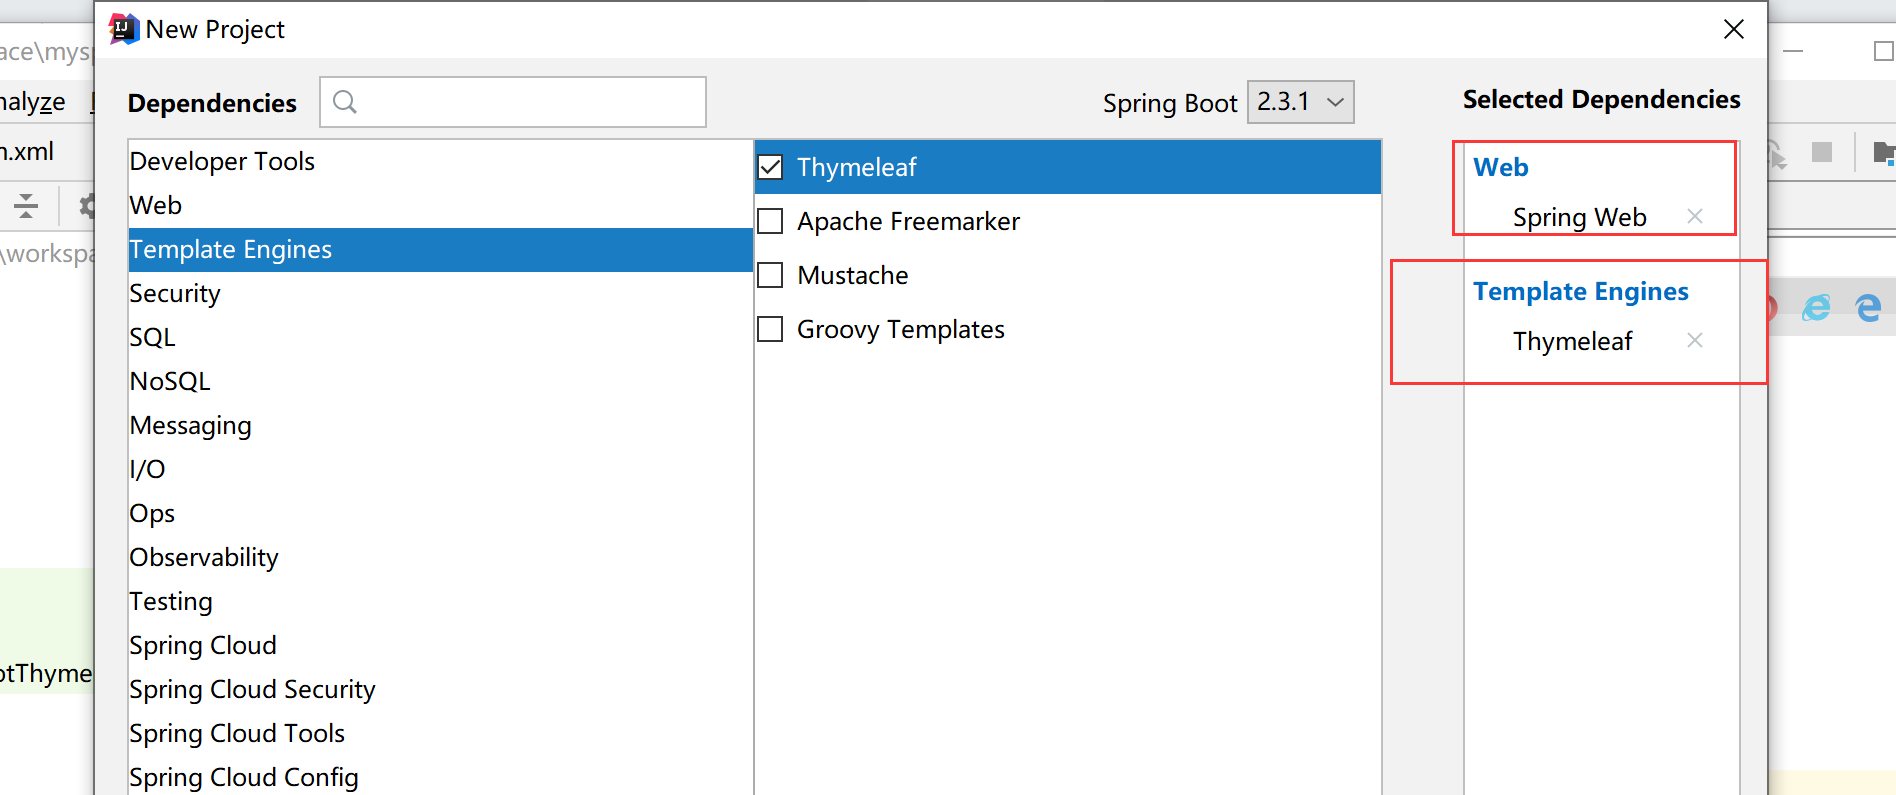 New Project
ace\mysp
nalyze
Dependencies
Spring Boot 2.3.1
Selected Dependencies
n.xml
\workspa
otThyme
Developer Tools
Web
Template Engines
Security
SQL
NoSQL
Messaging
I/O
Ops
Observability
Testing
Spring Cloud
Spring Cloud Security
Spring Cloud Tools
Spring Cloud Config
Thymeleaf
Apache Freemarker
Mustache
Groovy Templates
Web
Spring Web
Template Engines
Thymeleaf